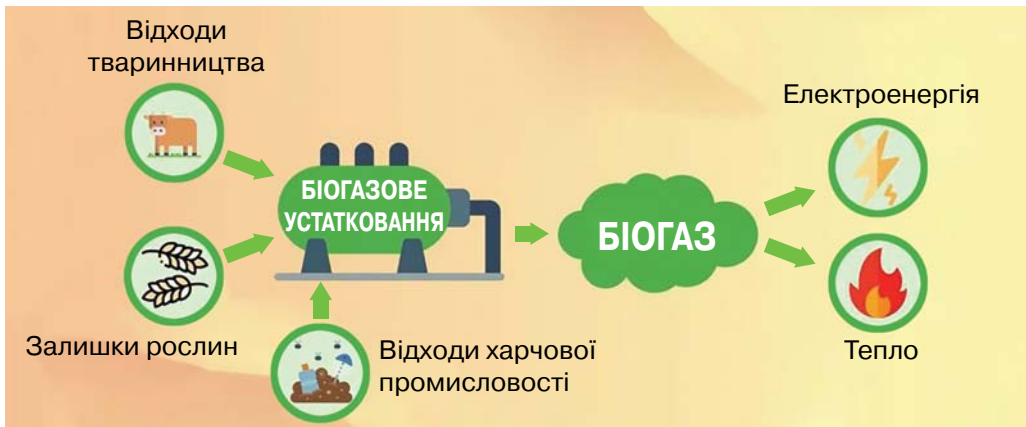 Відходи
тваринництва
Електроенергія
БІОГАЗОВЕ
УСТАТКОВАННЯ
БІОГАЗ
Залишки рослин
Відходи харчової
промисловості
Тепло